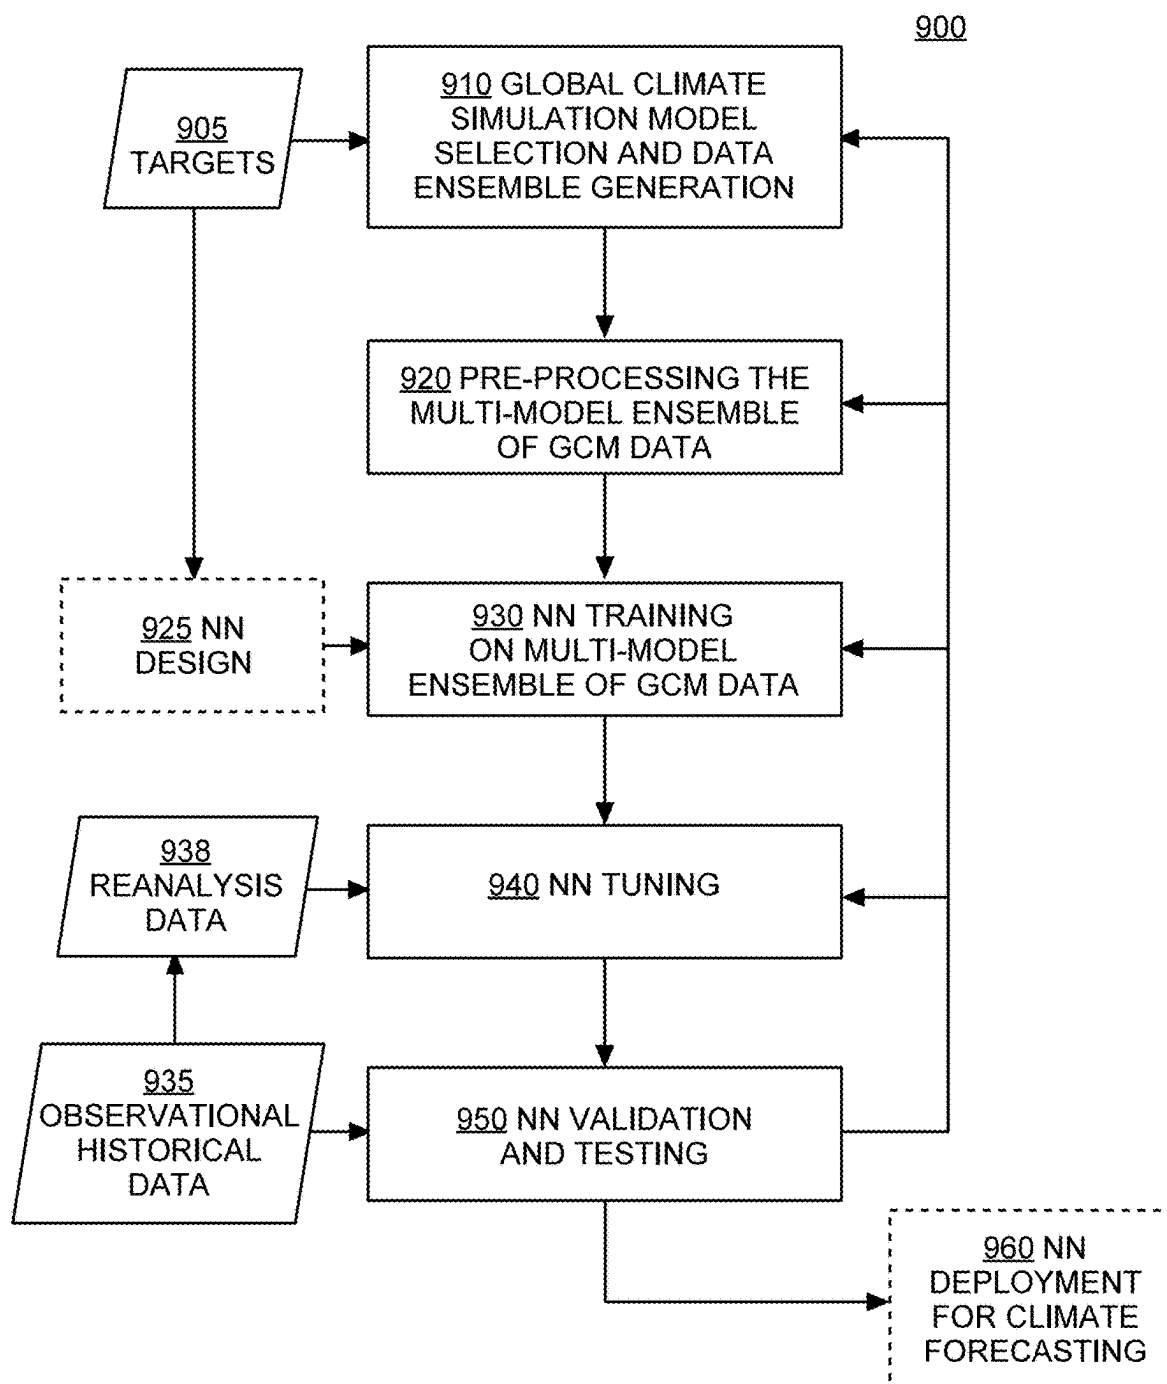 900
910 GLOBAL CLIMATE
SIMULATION MODEL
SELECTION AND DATA
ENSEMBLE GENERATION
905
TARGETS
920 PRE-PROCESSING THE
MULTI-MODEL ENSEMBLE
OF GCM DATA
925 NN
DESIGN
930 NN TRAINING
ON MULTI-MODEL
ENSEMBLE OF GCM DATA
938
REANALYSIS
DATA
940 NN TUNING
935
OBSERVATIONAL
HISTORICAL
DATA
950 NN VALIDATION
AND TESTING
960 NN
DEPLOYMENT
FOR CLIMATE
FORECASTING